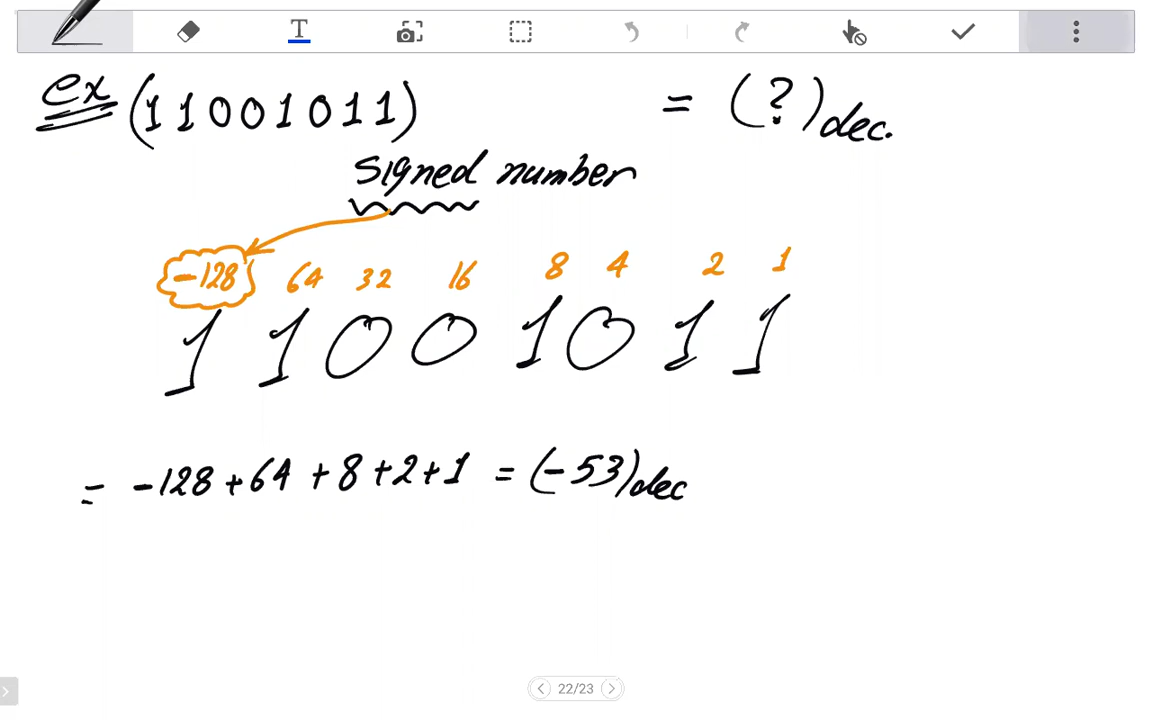 T
ex (11001011) = (?)dec.
signed number
-128 64 32 16 8 4 2 1
1 1 0 0 1 0 1 1
= -128 + 64 + 8 + 2 + 1 = (-53)dec
22/23